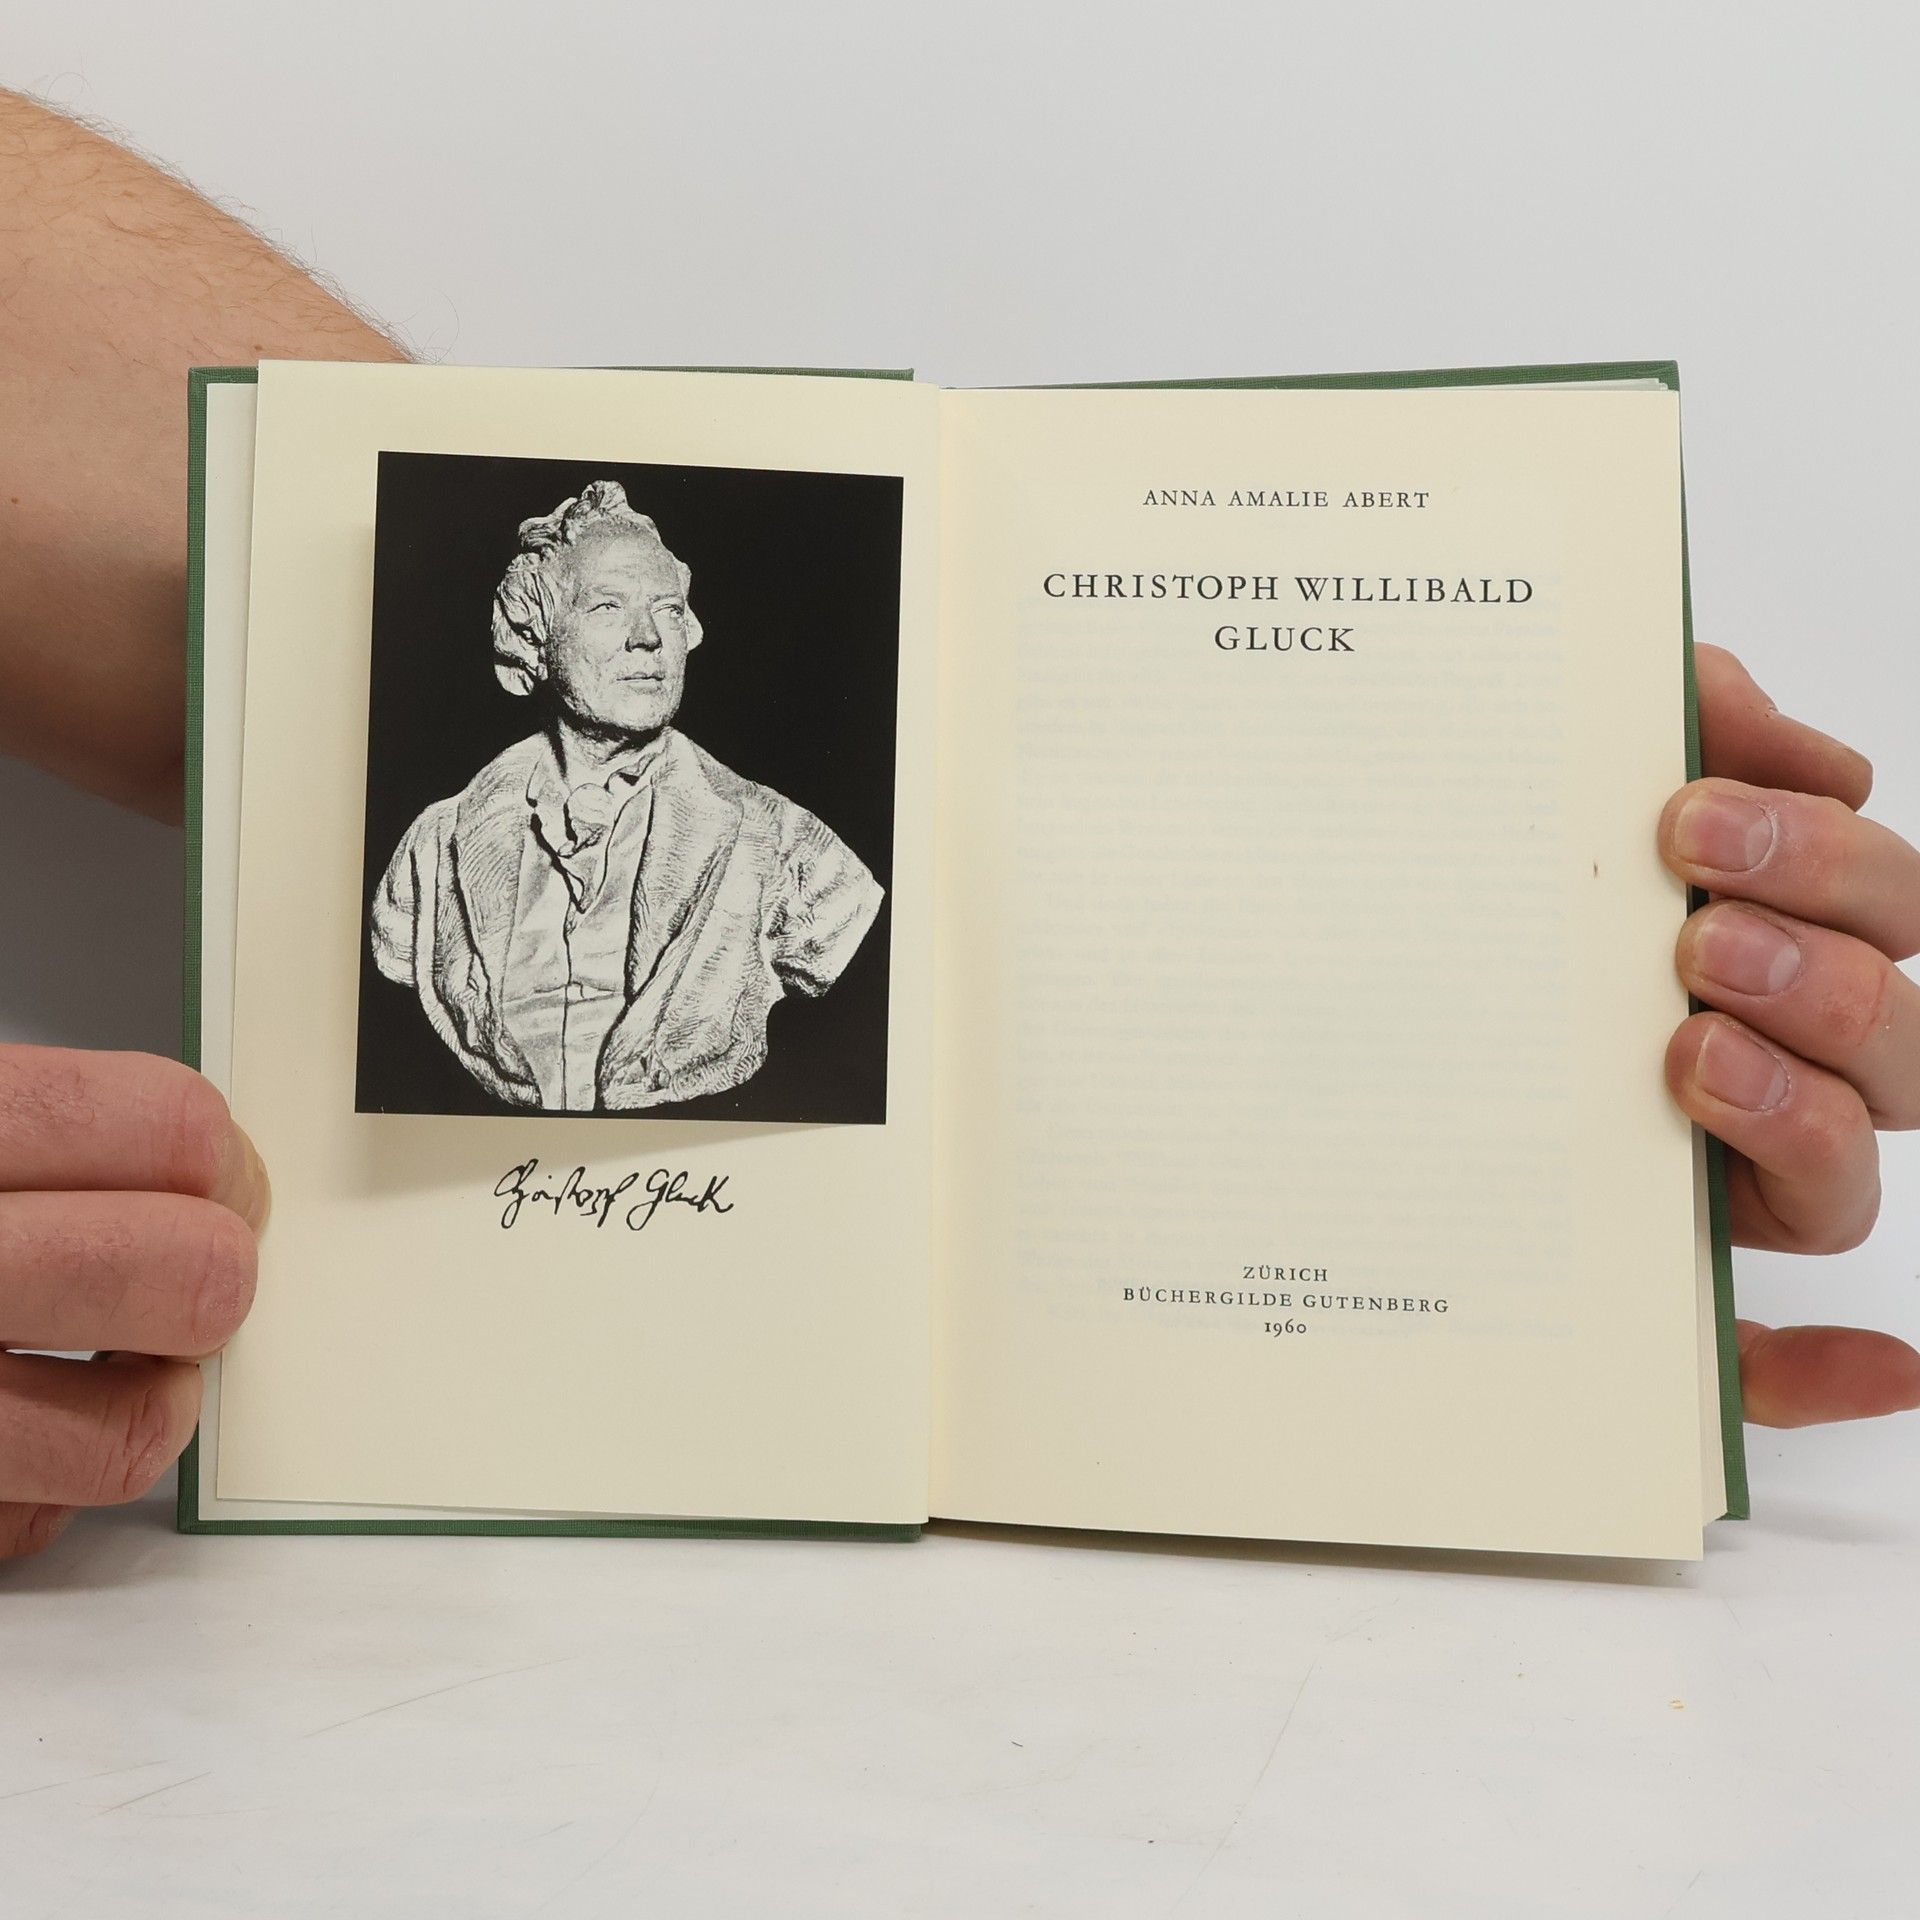 Christoph Gluck
ANNA AMALIE ABERT
CHRISTOPH WILLIBALD
GLUCK
ZÜRICH
BÜCHERGILDE GUTENBERG
1960